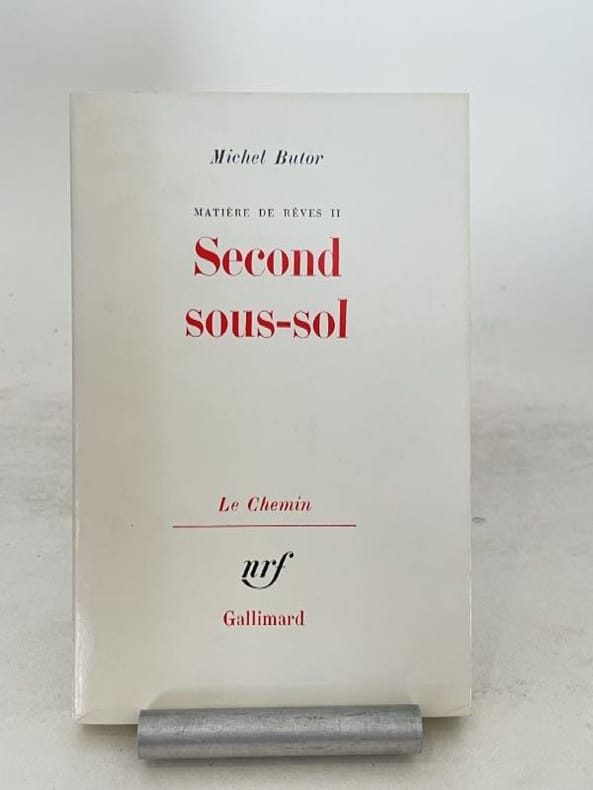 Michel Butor
MATIÈRE DE RÊVES II
Second
sous-sol
Le Chemin
nrf
Gallimard